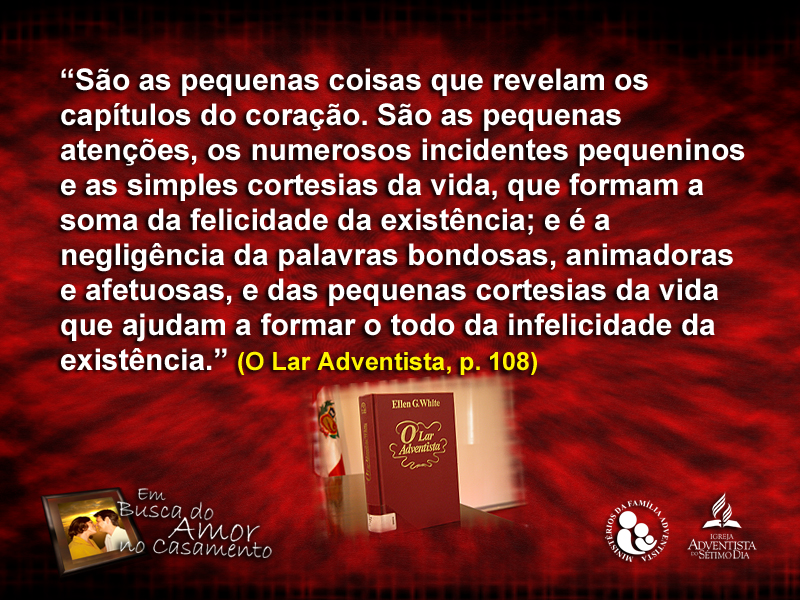 “São as pequenas coisas que revelam os
capítulos do coração. São as pequenas
atenções, os numerosos incidentes pequeninos
e as simples cortesias da vida, que formam a
soma da felicidade da existência; e é a
negligência da palavras bondosas, animadoras
e afetuosas, e das pequenas cortesias da vida
que ajudam a formar o todo da infelicidade da
existência.” (O Lar Adventista, p. 108)
Ellen G. White
O Lar
Adventista
Em
Busca do
Amor
no Casamento
MINISTÉRIOS DA FAMÍLIA ADVENTISTA
IGREJA
ADVENTISTA
DO SÉTIMO DIA